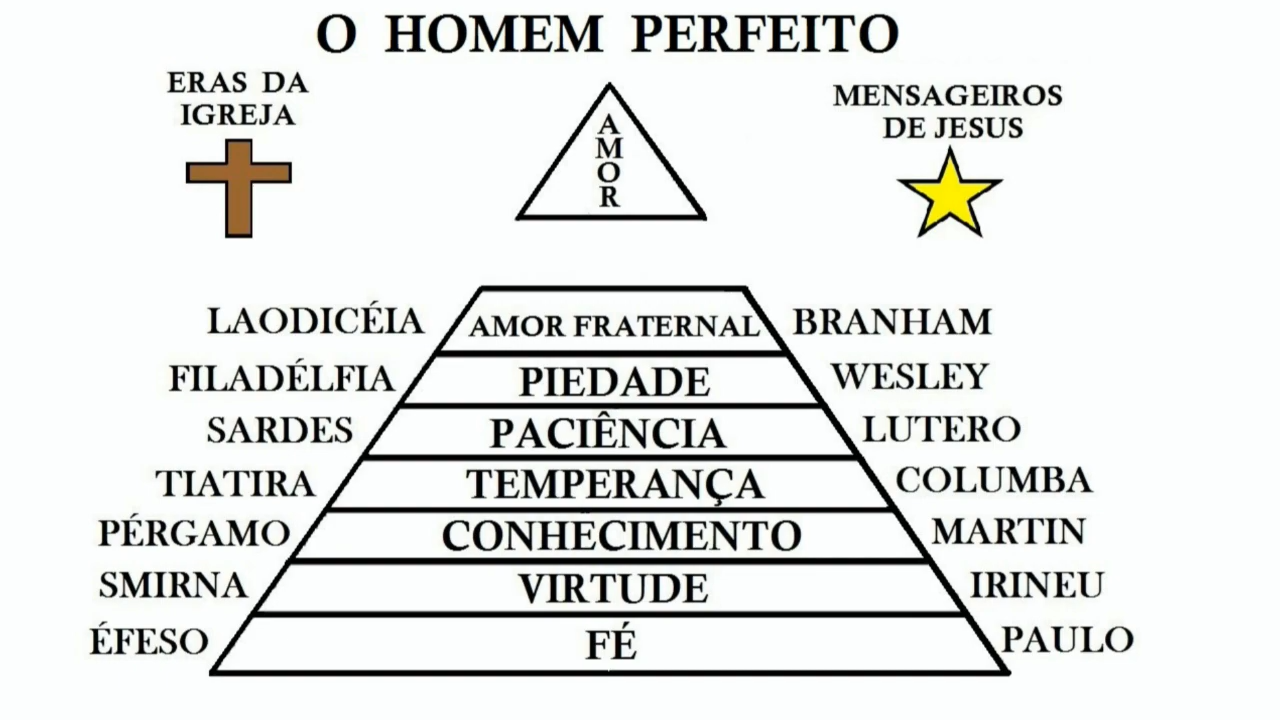 O HOMEM PERFEITO
ERAS DA
IGREJA
MENSAGEIROS
DE JESUS
A
M
O
R
LAODICÉIA AMOR FRATERNAL BRANHAM
FILADÉLFIA PIEDADE WESLEY
SARDES PACIÊNCIA LUTERO
TIATIRA TEMPERANÇA COLUMBA
PÉRGAMO CONHECIMENTO MARTIN
SMIRNA VIRTUDE IRINEU
ÉFESO FÉ PAULO